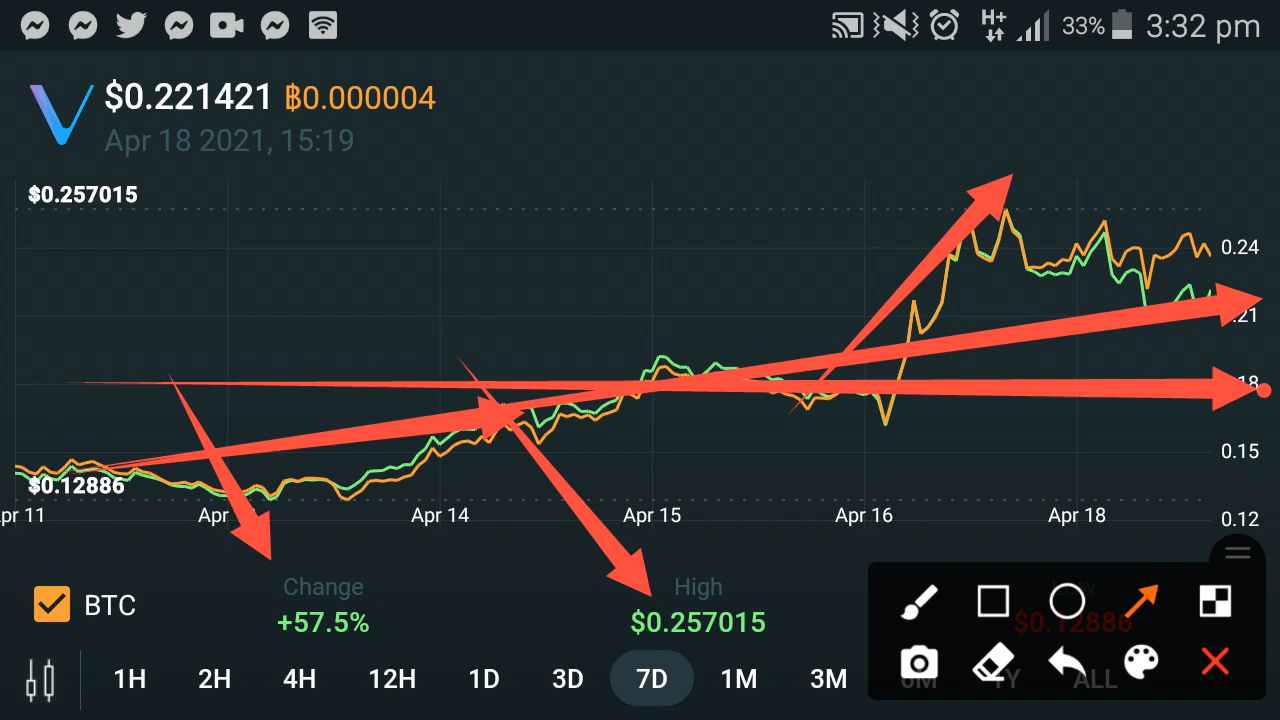 H+ 33% 3:32 pm
$0.221421 ฿0.000004
Apr 18 2021, 15:19
$0.257015
0.24
.21
18
0.15
$0.12886
pr 11 Apr Apr 14 Apr 15 Apr 16 Apr 18 0.12
Change High
BTC +57.5% $0.257015 $0.12886
1H 2H 4H 12H 1D 3D 7D 1M 3M ALL